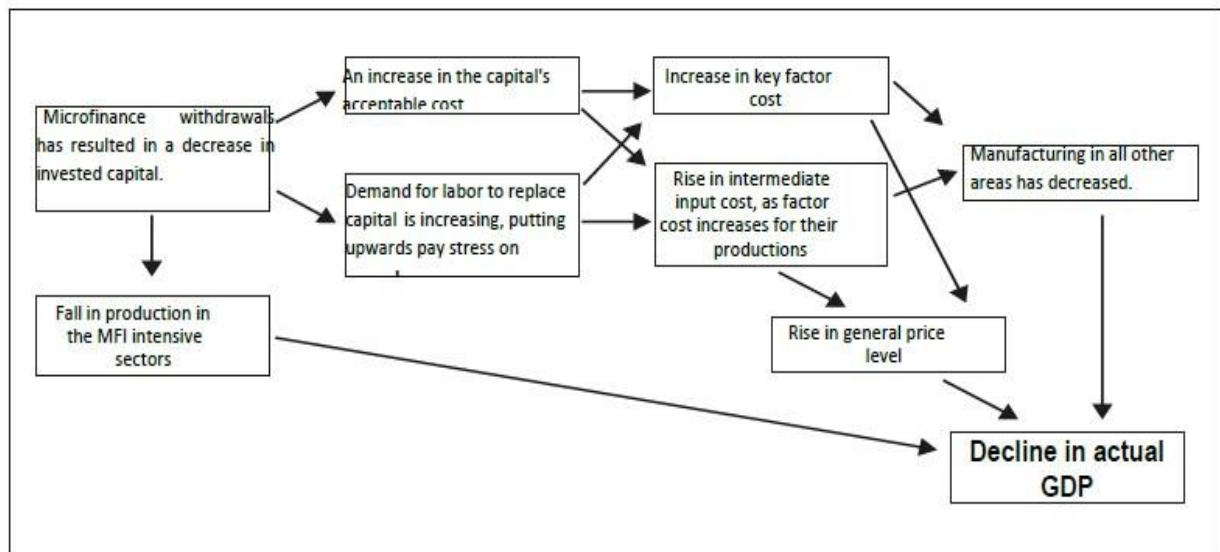 Microfinance withdrawals
has resulted in a decrease in
invested capital.
An increase in the capital's
acceptable cost
Increase in key factor
cost
Demand for labor to replace
capital is increasing, putting
upwards pay stress on
Rise in intermediate
input cost, as factor
cost increases for their
productions
Manufacturing in all other
areas has decreased.
Fall in production in
the MFI intensive
sectors
Rise in general price
level
Decline in actual
GDP